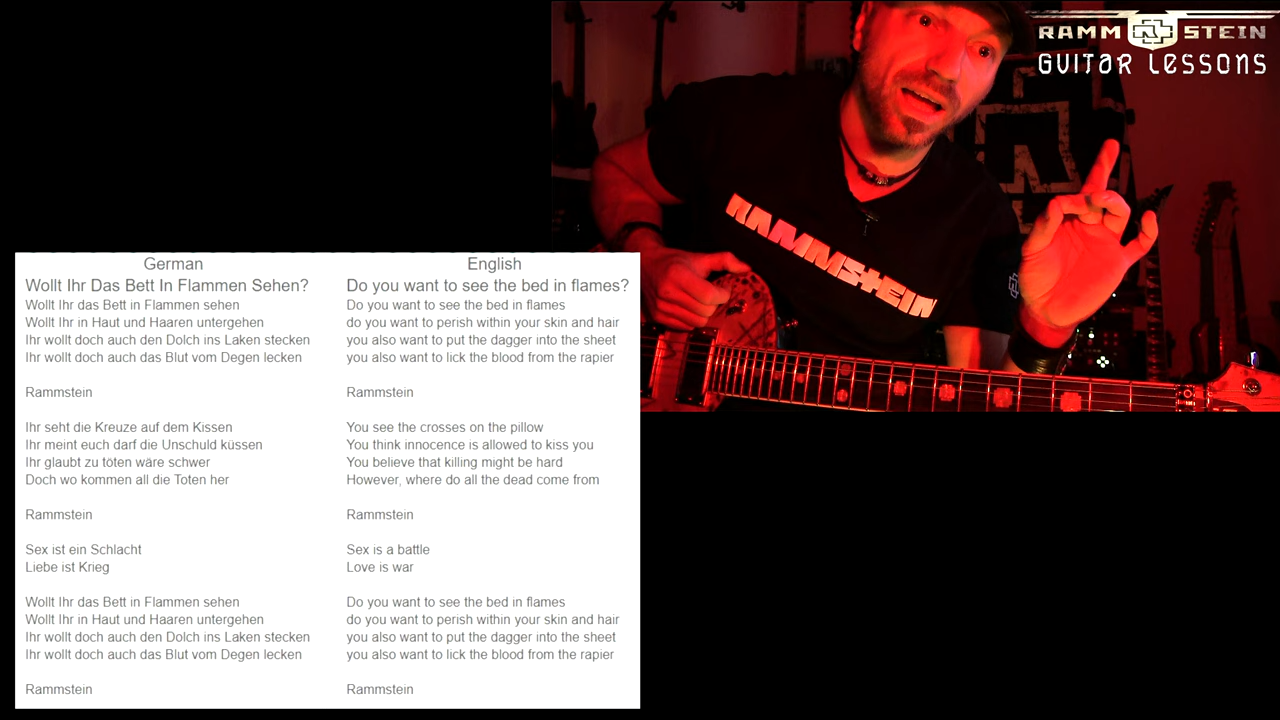 RAMM STEIN
GUITAR LESSONS
RAMMSTEIN
German
Wollt Ihr Das Bett In Flammen Sehen?
Wollt Ihr das Bett in Flammen sehen
Wollt Ihr in Haut und Haaren untergehen
Ihr wollt doch auch den Dolch ins Laken stecken
Ihr wollt doch auch das Blut vom Degen lecken
Rammstein
Ihr seht die Kreuze auf dem Kissen
Ihr meint euch darf die Unschuld küssen
Ihr glaubt zu töten wäre schwer
Doch wo kommen all die Toten her
Rammstein
Sex ist ein Schlacht
Liebe ist Krieg
Wollt Ihr das Bett in Flammen sehen
Wollt Ihr in Haut und Haaren untergehen
Ihr wollt doch auch den Dolch ins Laken stecken
Ihr wollt doch auch das Blut vom Degen lecken
Rammstein
English
Do you want to see the bed in flames?
Do you want to see the bed in flames
do you want to perish within your skin and hair
you also want to put the dagger into the sheet
you also want to lick the blood from the rapier
Rammstein
You see the crosses on the pillow
You think innocence is allowed to kiss you
You believe that killing might be hard
However, where do all the dead come from
Rammstein
Sex is a battle
Love is war
Do you want to see the bed in flames
do you want to perish within your skin and hair
you also want to put the dagger into the sheet
you also want to lick the blood from the rapier
Rammstein